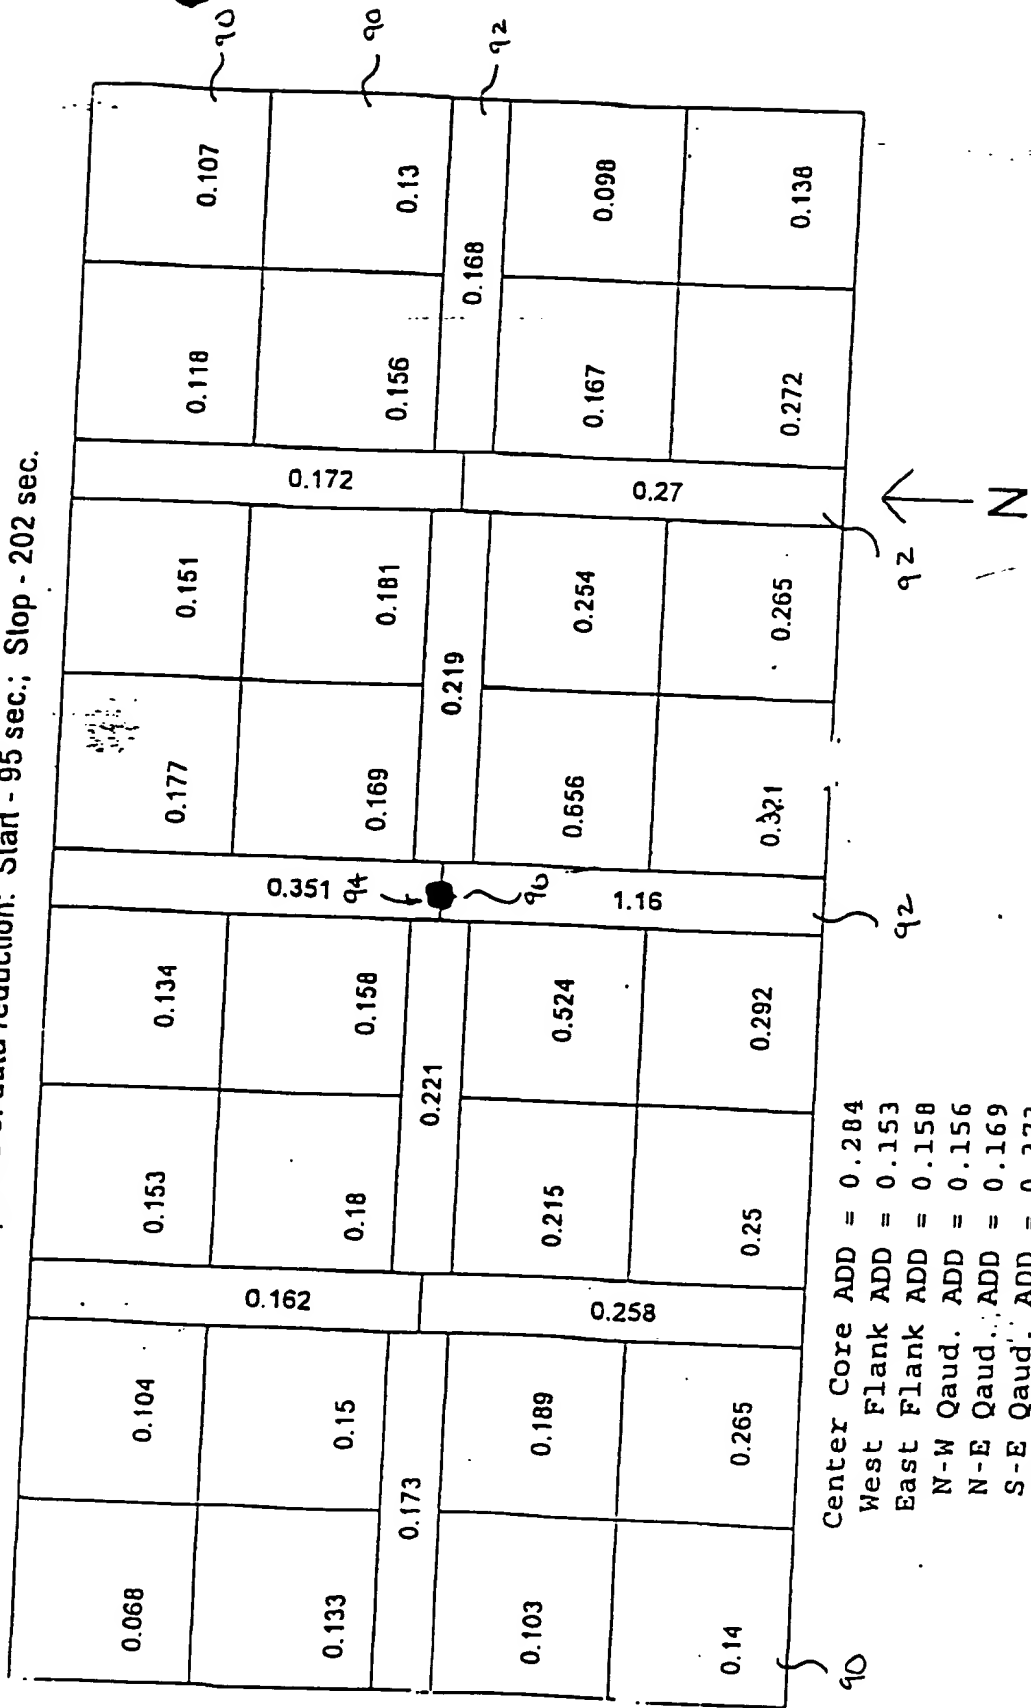 data reduction: Start - 95 sec.; Stop - 202 sec.
0.068 0.104 0.153 0.134 0.177 0.151 0.118 0.107 90
0.162 0.351 0.172
94
0.133 0.15 0.18 0.158 0.169 0.181 0.156 0.13 90
0.173 0.221 0.219 0.168 92
96
0.103 0.189 0.215 0.524 0.656 0.254 0.167 0.098
0.258 1.16 0.27
0.14 0.265 0.25 0.292 0.321 0.265 0.272 0.138
90 92 92
N
Center Core ADD = 0.284
West Flank ADD = 0.153
East Flank ADD = 0.158
N-W Qaud. ADD = 0.156
N-E Qaud. ADD = 0.169
S-E Qaud. ADD =